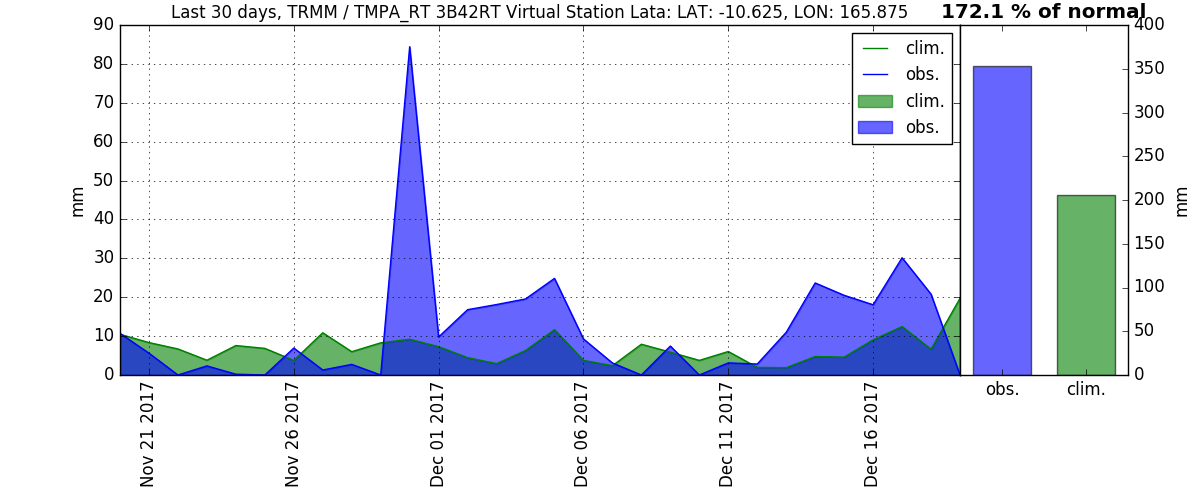 Last 30 days, TRMM / TMPA_RT 3B42RT Virtual Station Lata: LAT: -10.625, LON: 165.875
172.1 % of normal
90
80
70
60
50
40
30
20
10
0
mm
clim.
obs.
clim.
obs.
Nov 21 2017
Nov 26 2017
Dec 01 2017
Dec 06 2017
Dec 11 2017
Dec 16 2017
400
350
300
250
200
150
100
50
0
mm
obs.
clim.